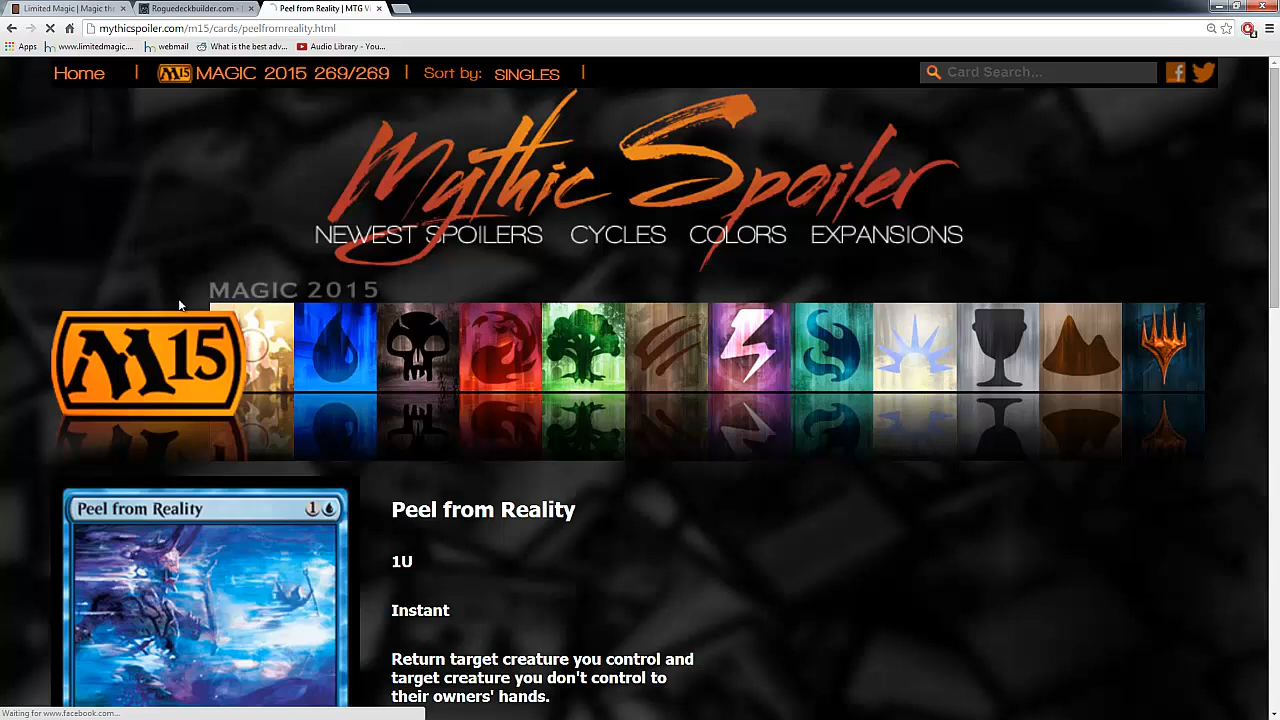 Limited Magic | Magic th
Roguedeckbuilder.com -
Peel from Reality | MTG V
mythicspoiler.com/m15/cards/peelfromreality.html
Apps
www.limitedmagic....
webmail
What is the best adv...
Audio Library - You...
Home | M15 MAGIC 2015 269/269 | Sort by: SINGLES |
Card Search...
Mythic Spoiler
NEWEST SPOILERS CYCLES COLORS EXPANSIONS
MAGIC 2015
M15
Peel from Reality 1
Peel from Reality
1U
Instant
Return target creature you control and
target creature you don't control to
their owners' hands.
Waiting for www.facebook.com...